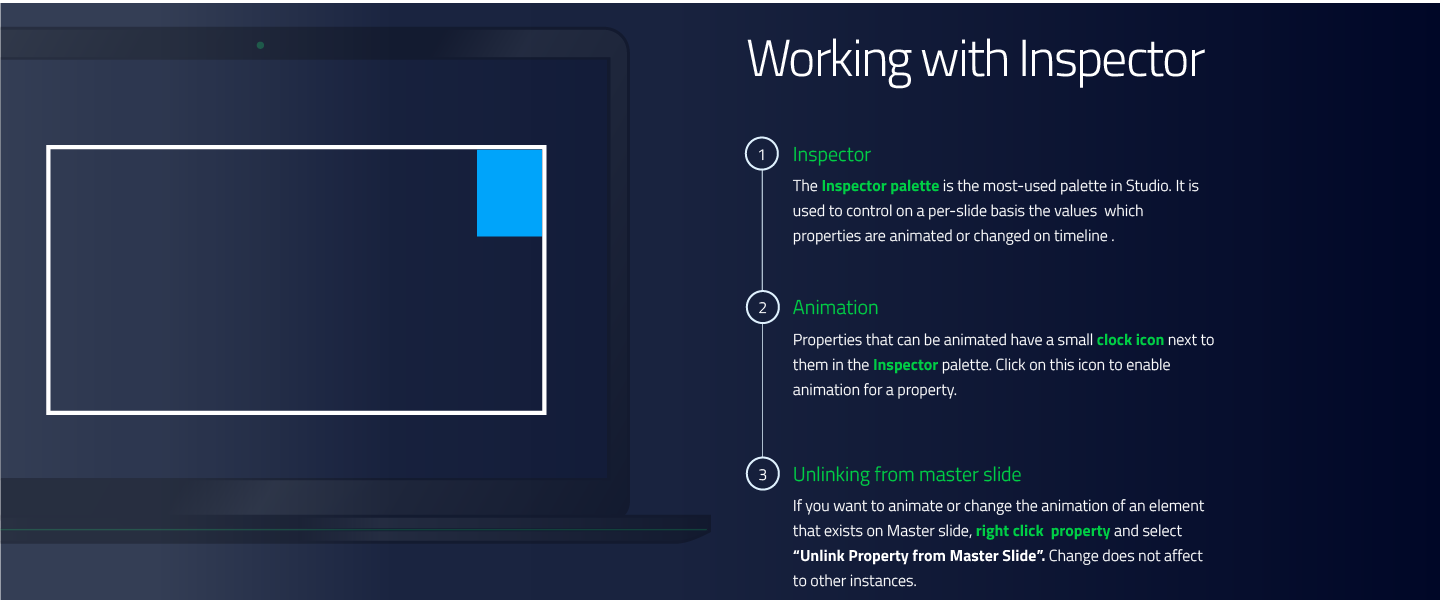 Working with Inspector
1 Inspector
The Inspector palette is the most-used palette in Studio. It is
used to control on a per-slide basis the values  which
properties are animated or changed on timeline .
2 Animation
Properties that can be animated have a small clock icon next to
them in the Inspector palette. Click on this icon to enable
animation for a property.
3 Unlinking from master slide
If you want to animate or change the animation of an element
that exists on Master slide, right click  property and select
“Unlink Property from Master Slide”. Change does not affect
to other instances.